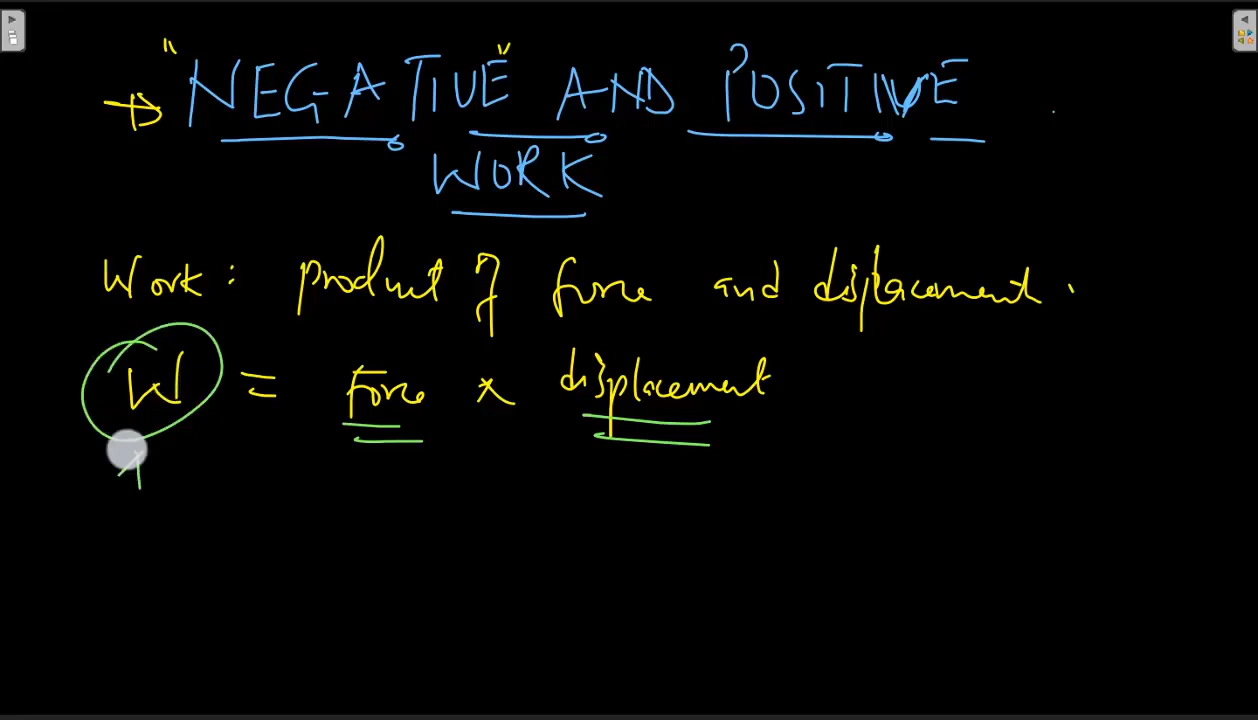 → "NEGATIVE" AND POSITIVE
WORK
Work: product of force and displacement.
W = Force × displacement